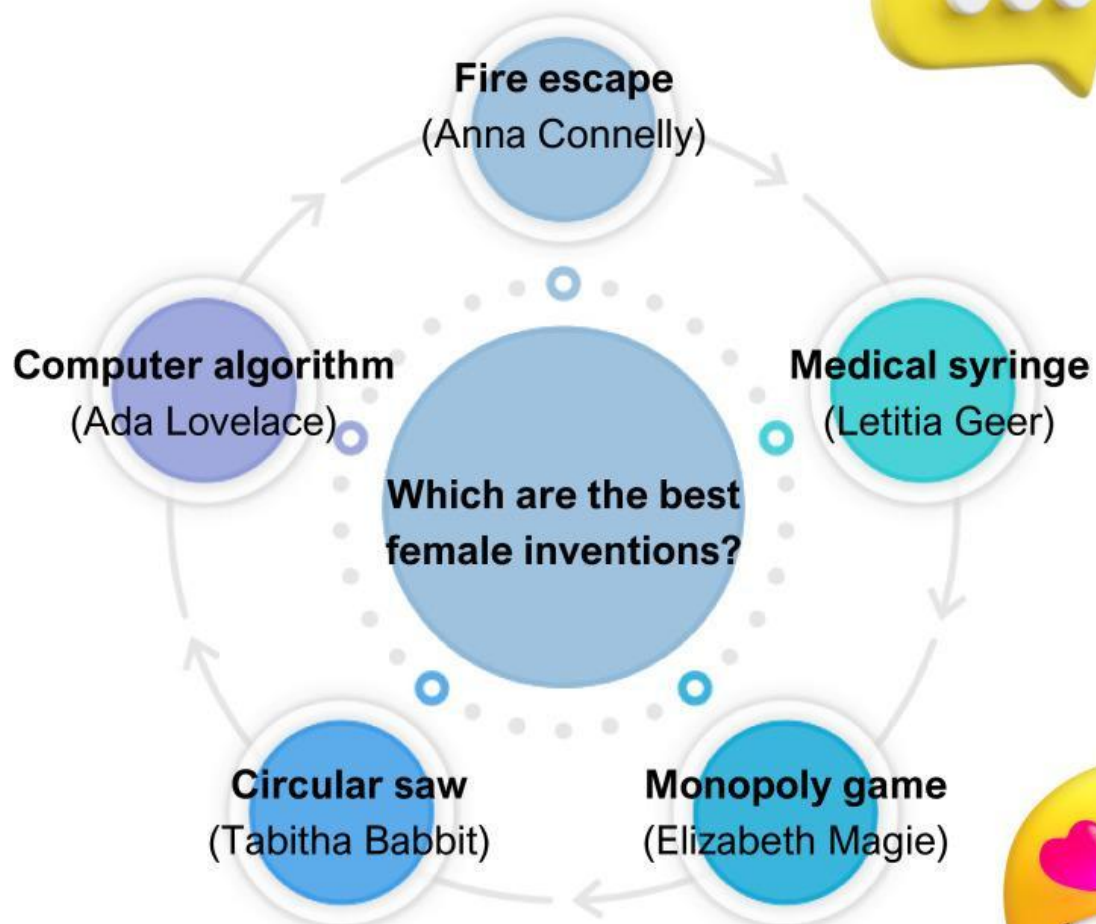 Fire escape
(Anna Connelly)
Medical syringe
(Letitia Geer)
Monopoly game
(Elizabeth Magie)
Circular saw
(Tabitha Babbit)
Computer algorithm
(Ada Lovelace)
Which are the best
female inventions?